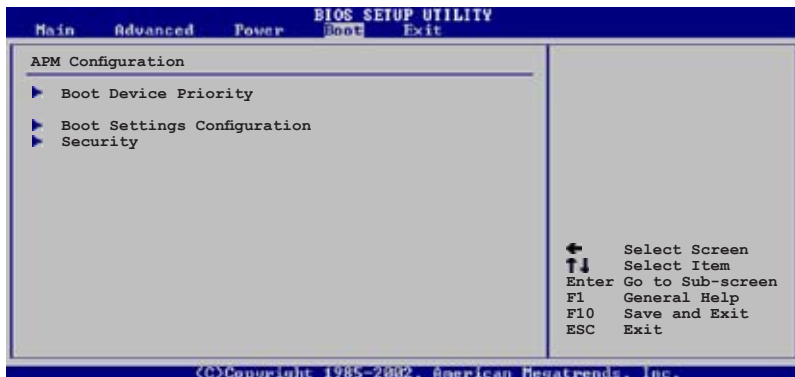 BIOS SETUP UTILITY
Main Advanced Power Boot Exit
APM Configuration
Boot Device Priority
Boot Settings Configuration
Security
Select Screen
Select Item
Enter Go to Sub-screen
F1 General Help
F10 Save and Exit
ESC Exit
(C)Copyright 1985-2002, American Megatrends, Inc.